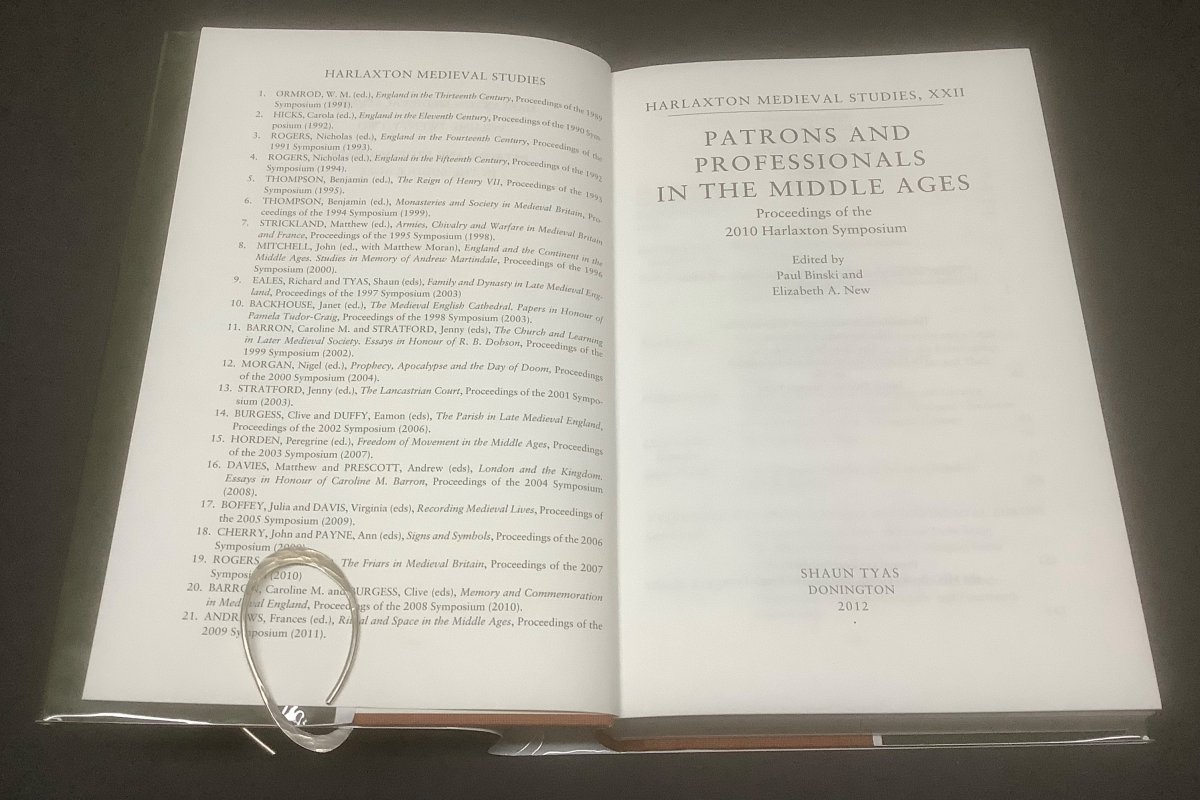 HARLAXTON MEDIEVAL STUDIES
1. ORMROD, W. M. (ed.), England in the Thirteenth Century, Proceedings of the 1989
Symposium (1991).
2. HICKS, Carola (ed.), England in the Eleventh Century, Proceedings of the 1990 Sym-
posium (1992).
3. ROGERS, Nicholas (ed.), England in the Fourteenth Century, Proceedings of the
1991 Symposium (1993).
4. ROGERS, Nicholas (ed.), England in the Fifteenth Century, Proceedings of the 1992
Symposium (1994).
5. THOMPSON, Benjamin (ed.), The Reign of Henry VII, Proceedings of the 1993
Symposium (1995).
6. THOMPSON, Benjamin (ed.), Monasteries and Society in Medieval Britain, Pro-
ceedings of the 1994 Symposium (1999).
7. STRICKLAND, Matthew (ed.), Armies, Chivalry and Warfare in Medieval Britain
and France, Proceedings of the 1995 Symposium (1998).
8. MITCHELL, John (ed., with Matthew Moran), England and the Continent in the
Middle Ages. Studies in Memory of Andrew Martindale, Proceedings of the 1996
Symposium (2000).
9. EALES, Richard and TYAS, Shaun (eds), Family and Dynasty in Late Medieval Eng-
land, Proceedings of the 1997 Symposium (2003)
10. BACKHOUSE, Janet (ed.), The Medieval English Cathedral. Papers in Honour of
Pamela Tudor-Craig, Proceedings of the 1998 Symposium (2003).
11. BARRON, Caroline M. and STRATFORD, Jenny (eds), The Church and Learning
in Later Medieval Society. Essays in Honour of R. B. Dobson, Proceedings of the
1999 Symposium (2002).
12. MORGAN, Nigel (ed.), Prophecy, Apocalypse and the Day of Doom, Proceedings
of the 2000 Symposium (2004).
13. STRATFORD, Jenny (ed.), The Lancastrian Court, Proceedings of the 2001 Sympo-
sium (2003).
14. BURGESS, Clive and DUFFY, Eamon (eds), The Parish in Late Medieval England,
Proceedings of the 2002 Symposium (2006).
15. HORDEN, Peregrine (ed.), Freedom of Movement in the Middle Ages, Proceedings
of the 2003 Symposium (2007).
16. DAVIES, Matthew and PRESCOTT, Andrew (eds), London and the Kingdom.
Essays in Honour of Caroline M. Barron, Proceedings of the 2004 Symposium
(2008).
17. BOFFEY, Julia and DAVIS, Virginia (eds), Recording Medieval Lives, Proceedings of
the 2005 Symposium (2009).
18. CHERRY, John and PAYNE, Ann (eds), Signs and Symbols, Proceedings of the 2006
Symposium (2009).
19. ROGERS The Friars in Medieval Britain, Proceedings of the 2007
Symposium (2010)
20. BARRON, Caroline M. and BURGESS, Clive (eds), Memory and Commemoration
in Medieval England, Proceedings of the 2008 Symposium (2010).
21. ANDREWS, Frances (ed.), Ritual and Space in the Middle Ages, Proceedings of the
2009 Symposium (2011).
HARLAXTON MEDIEVAL STUDIES, XXII
PATRONS AND
PROFESSIONALS
IN THE MIDDLE AGES
Proceedings of the
2010 Harlaxton Symposium
Edited by
Paul Binski and
Elizabeth A. New
SHAUN TYAS
DONINGTON
2012